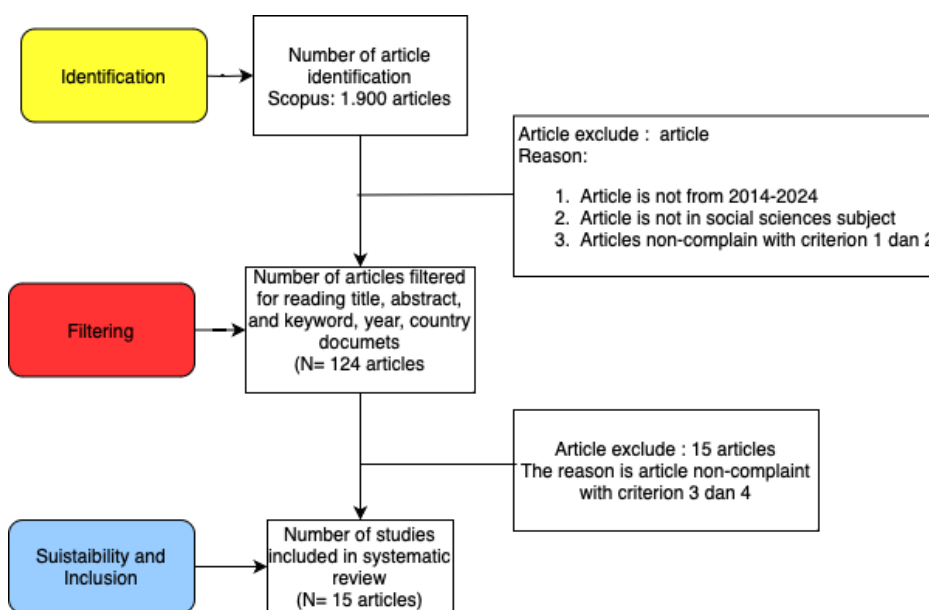 Identification
Number of article
identification
Scopus: 1.900 articles
Article exclude : article
Reason:
1. Article is not from 2014-2024
2. Article is not in social sciences subject
3. Articles non-complain with criterion 1 dan 2
Filtering
Number of articles filtered
for reading title, abstract,
and keyword, year, country
documets
(N= 124 articles
Article exclude : 15 articles
The reason is article non-complaint
with criterion 3 dan 4
Suistaibility and
Inclusion
Number of studies
included in systematic
review
(N= 15 articles)